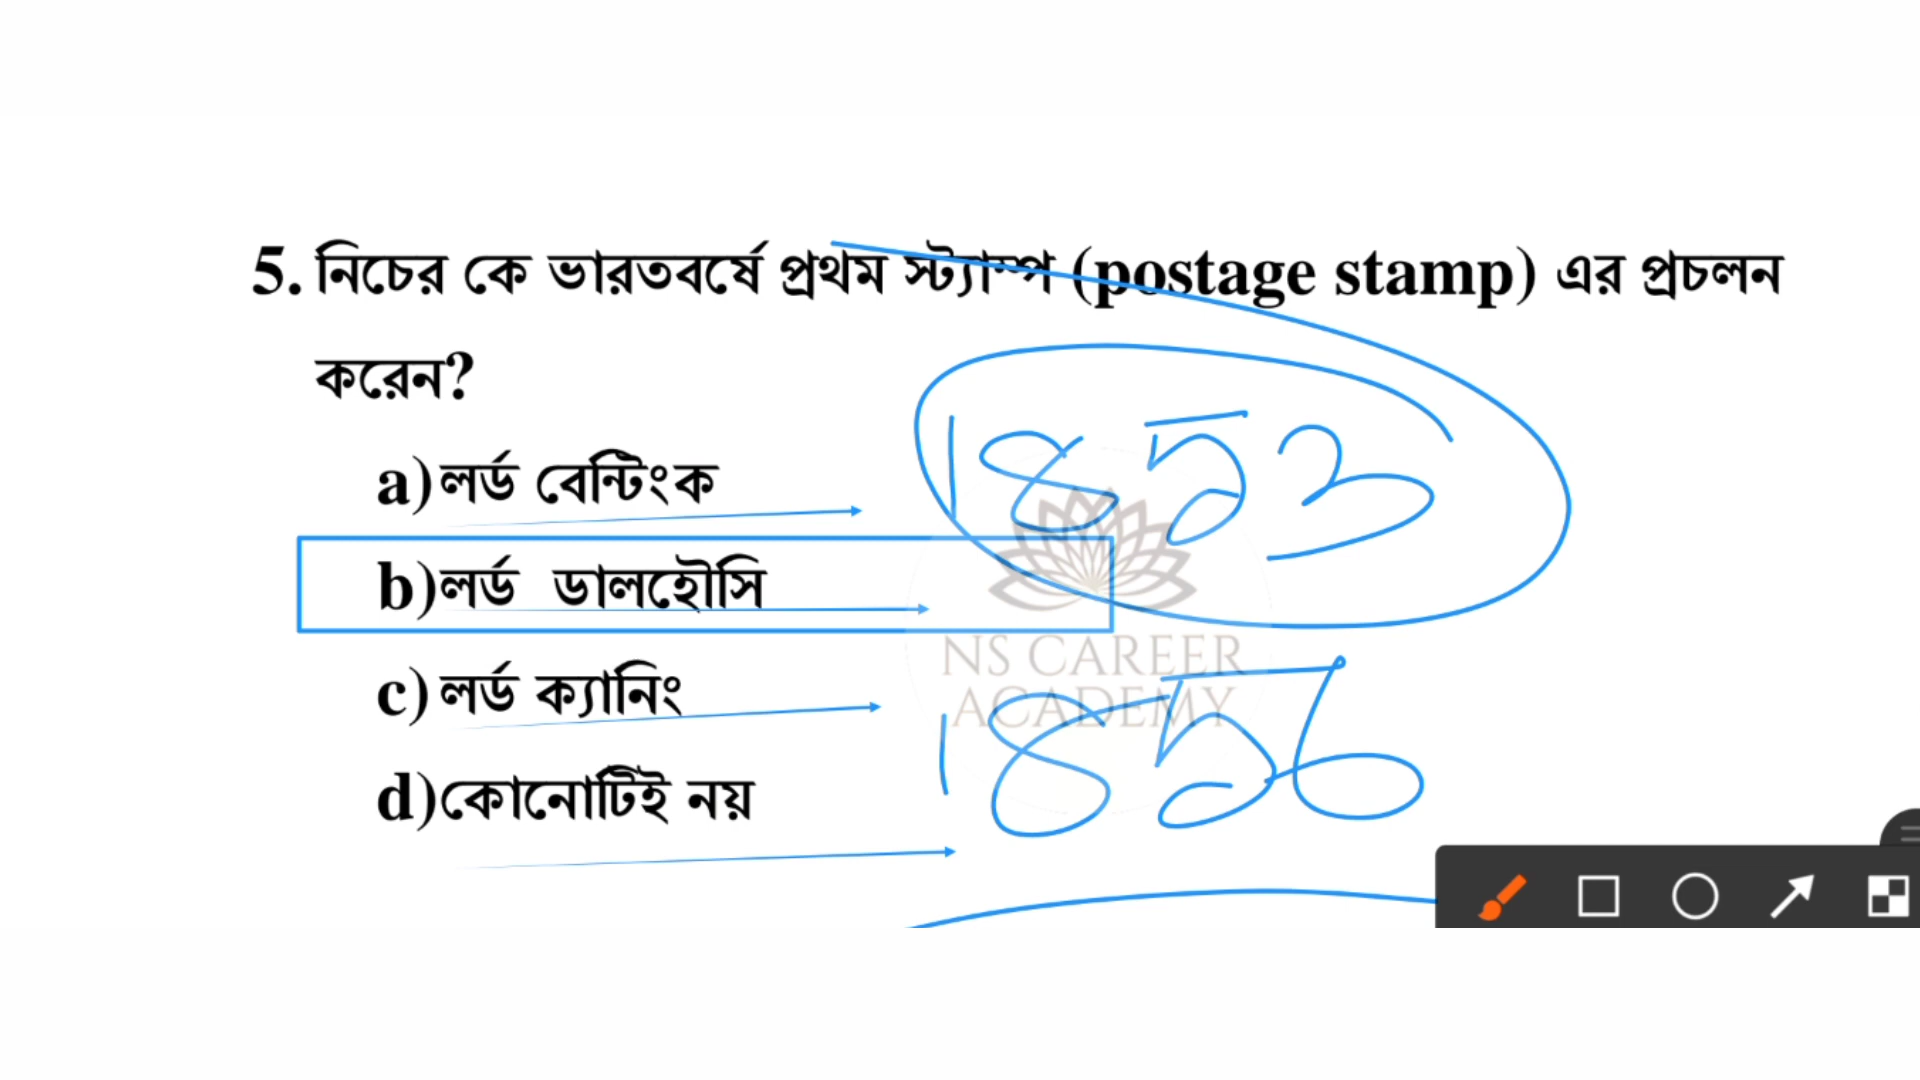 5. নিচের কে ভারতবর্ষে প্রথম স্ট্যাম্প (postage stamp) এর প্রচলন
করেন?
a) লর্ড বেন্টিংক
1853
b) লর্ড ডালহৌসি
NS CAREER
ACADEMY
c) লর্ড ক্যানিং
1856
d) কোনোটিই নয়